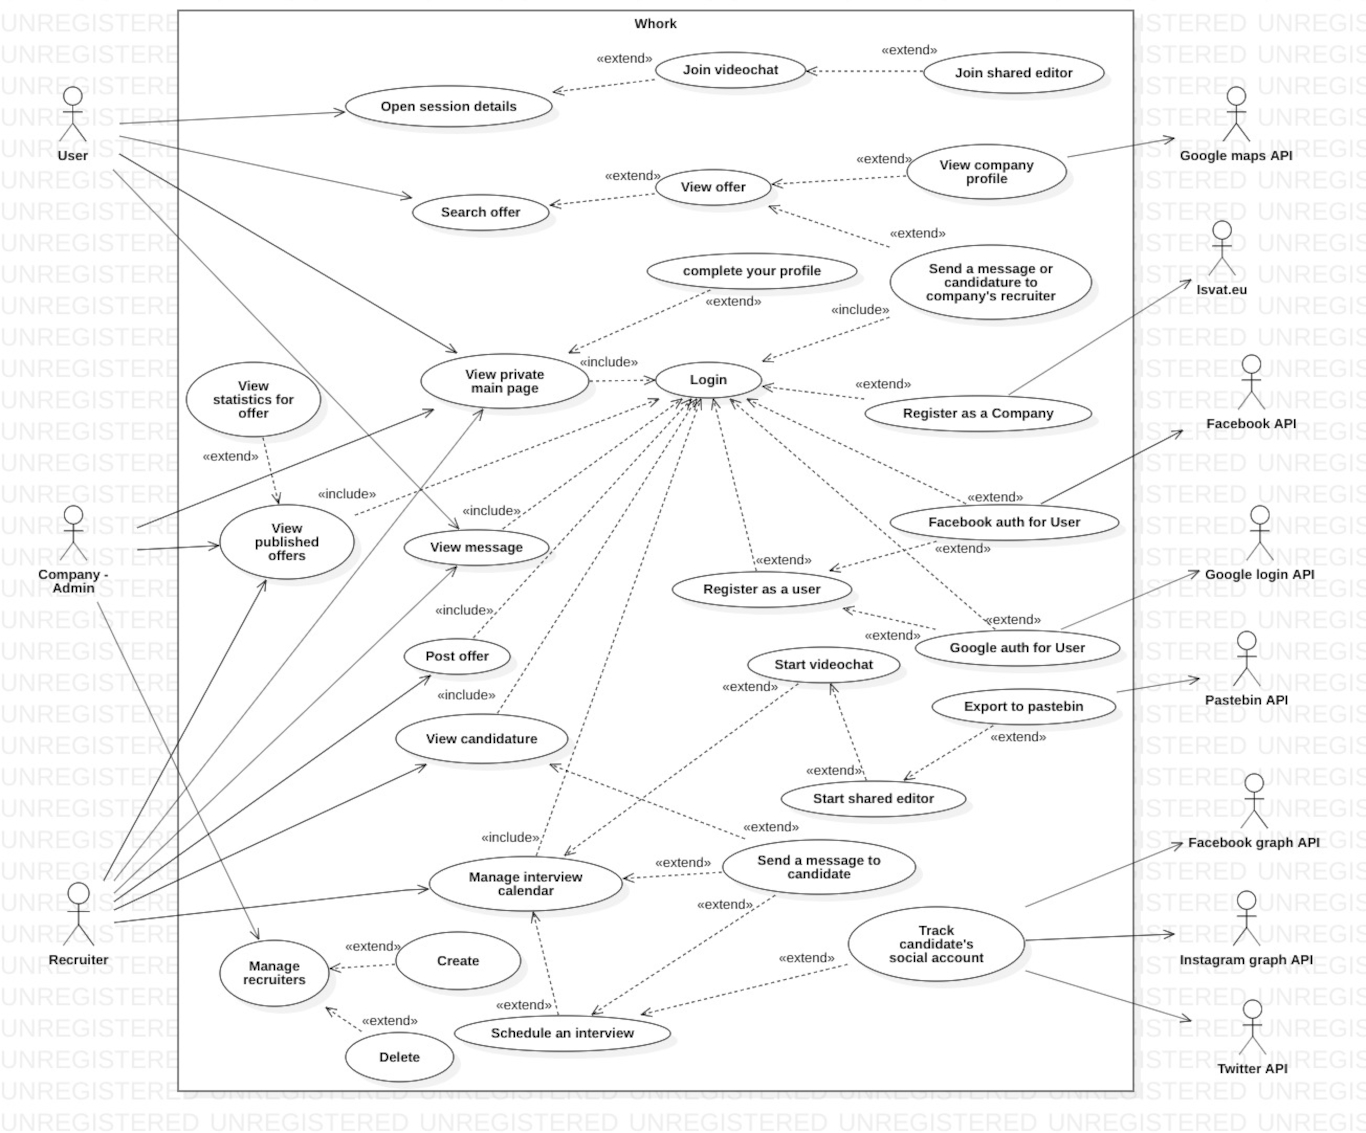 Whork
«extend»
Join videochat
«extend»
Join shared editor
Open session details
User
Google maps API
«extend»
View company
profile
«extend»
View offer
Search offer
«extend»
Send a message or
candidature to
company's recruiter
complete your profile
«extend»
«include»
Isvat.eu
View private
main page
«include»
Login
View
statistics for
offer
«extend»
Register as a Company
Facebook API
«extend»
«include»
View
published
offers
«include»
View message
«extend»
Facebook auth for User
«extend»
Company -
Admin
«extend»
Register as a user
Google login API
«include»
Post offer
«extend»
«extend»
Google auth for User
Start videochat
«extend»
«include»
View candidature
Export to pastebin
«extend»
Pastebin API
«extend»
Start shared editor
«include»
Manage interview
calendar
«extend»
«extend»
Send a message to
candidate
«extend»
Facebook graph API
Recruiter
Manage
recruiters
«extend»
Create
«extend»
Delete
«extend»
Schedule an interview
«extend»
Track
candidate's
social account
Instagram graph API
Twitter API
UNREGISTERED UNREGISTERED UNREGISTERED UNREGISTERED UNREGISTERED UNREGISTERED